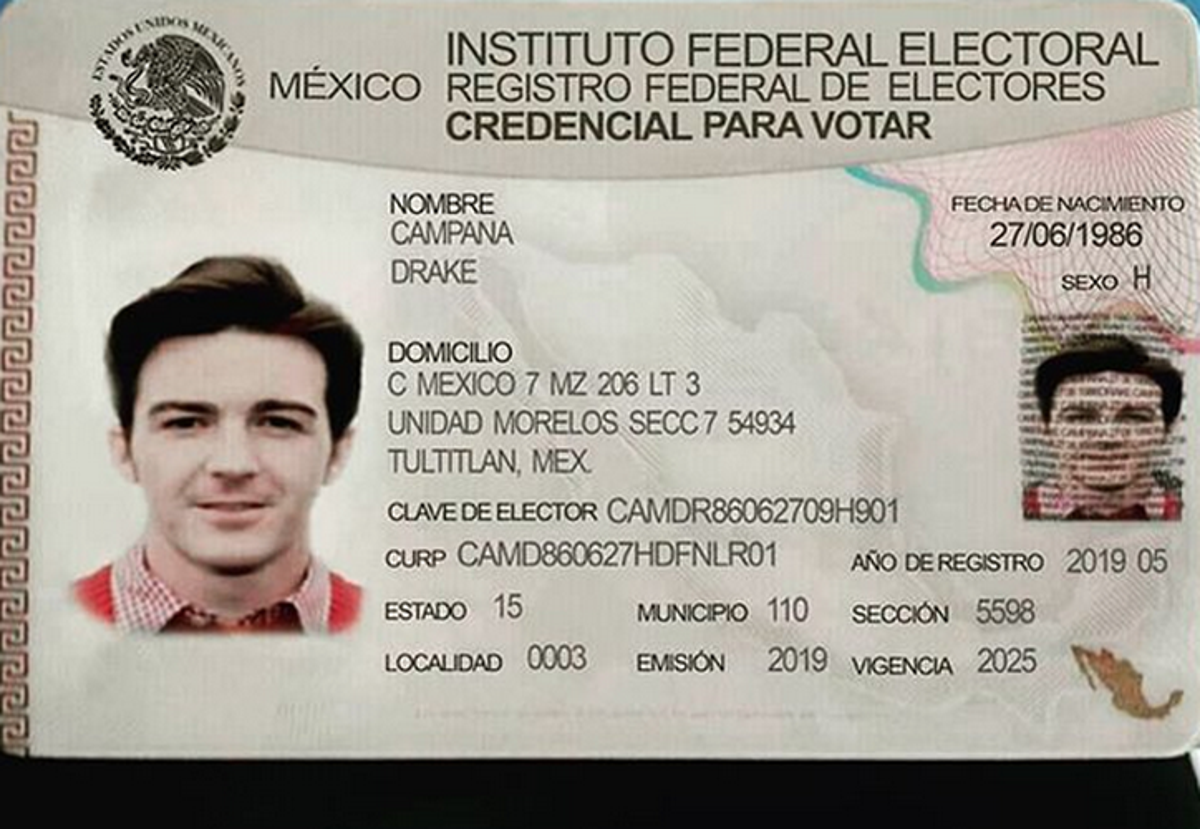 ESTADOS UNIDOS MEXICANOS
MÉXICO
INSTITUTO FEDERAL ELECTORAL
REGISTRO FEDERAL DE ELECTORES
CREDENCIAL PARA VOTAR
NOMBRE
CAMPANA
DRAKE
FECHA DE NACIMIENTO
27/06/1986
SEXO H
DOMICILIO
C MEXICO 7 MZ 206 LT 3
UNIDAD MORELOS SECC 7 54934
TULTITLAN, MEX.
CLAVE DE ELECTOR CAMDR86062709H901
CURP CAMD860627HDFNLR01 AÑO DE REGISTRO 2019 05
ESTADO 15 MUNICIPIO 110 SECCIÓN 5598
LOCALIDAD 0003 EMISIÓN 2019 VIGENCIA 2025